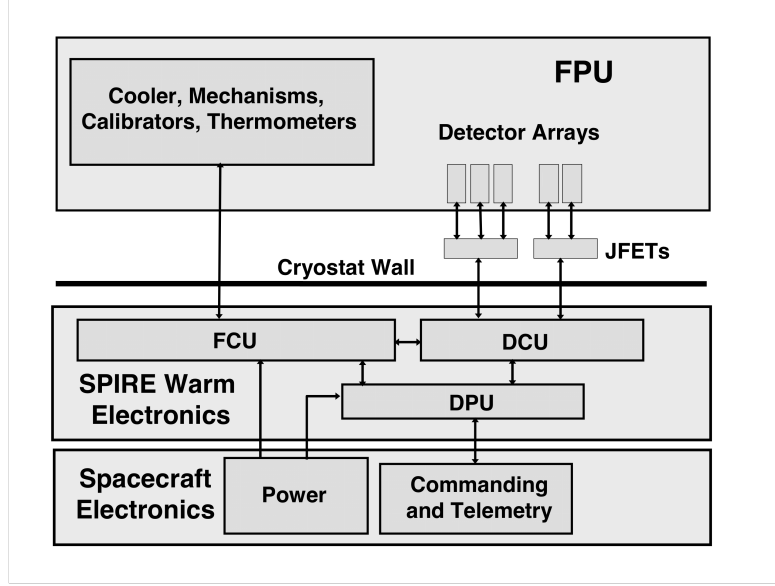 FPU
Cooler, Mechanisms,
Calibrators, Thermometers
Detector Arrays
JFETs
Cryostat Wall
FCU
DCU
SPIRE Warm
Electronics
DPU
Spacecraft
Electronics
Power
Commanding
and Telemetry